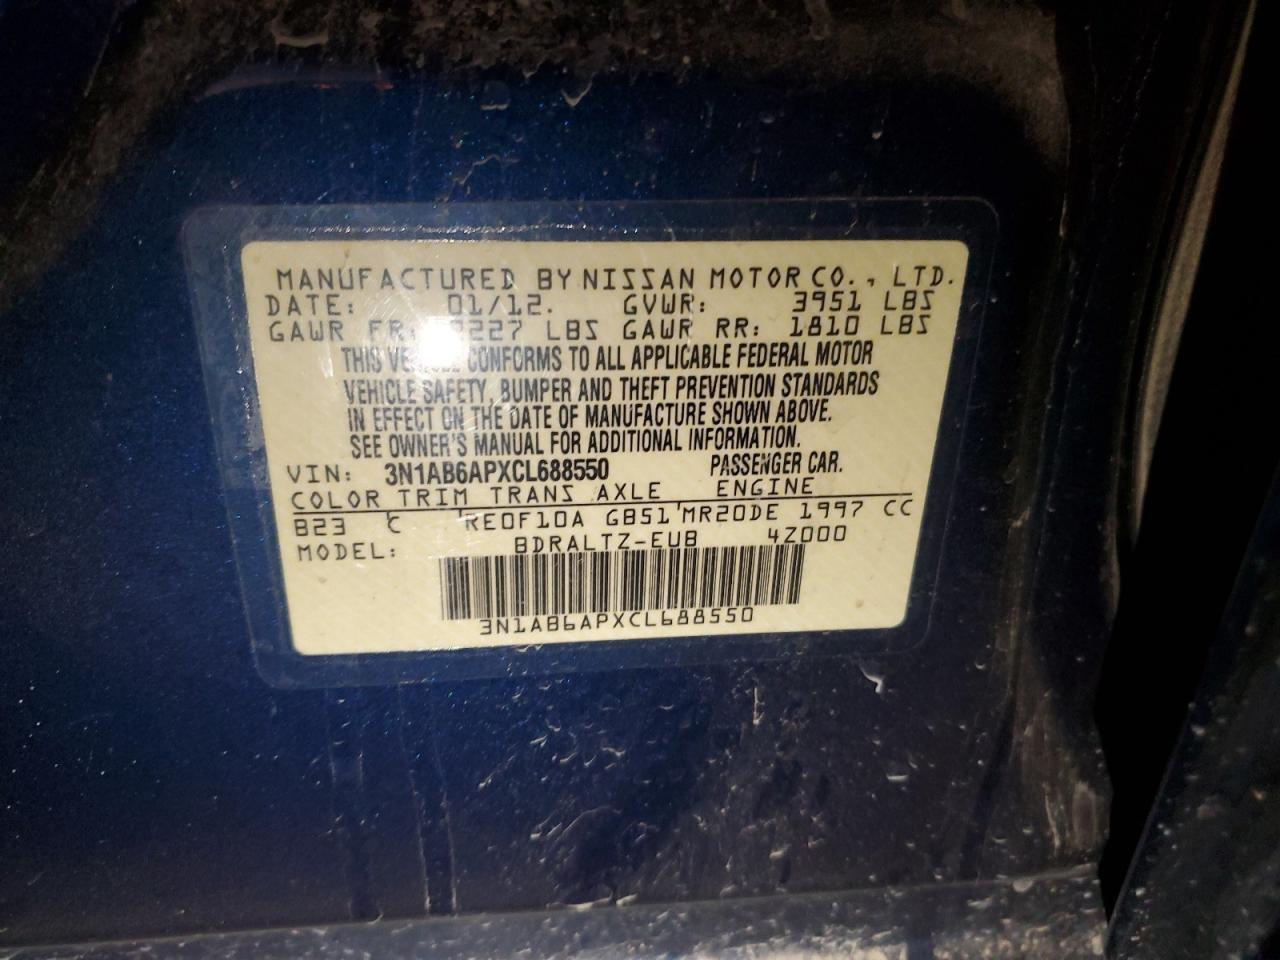 MANUFACTURED BY NISSAN MOTOR CO., LTD.
DATE: 01/12. GVWR: 3951 LBS
GAWR FR: 2227 LBS GAWR RR: 1810 LBS
THIS VEHICLE CONFORMS TO ALL APPLICABLE FEDERAL MOTOR
VEHICLE SAFETY, BUMPER AND THEFT PREVENTION STANDARDS
IN EFFECT ON THE DATE OF MANUFACTURE SHOWN ABOVE.
SEE OWNER'S MANUAL FOR ADDITIONAL INFORMATION.
VIN: 3N1AB6APXCL688550 PASSENGER CAR.
COLOR TRIM TRANS AXLE ENGINE
B23 C RE0F10A GB51 MR20DE 1997 CC
MODEL: BDRALTZ-EUB 4Z000
3N1AB6APXCL688550